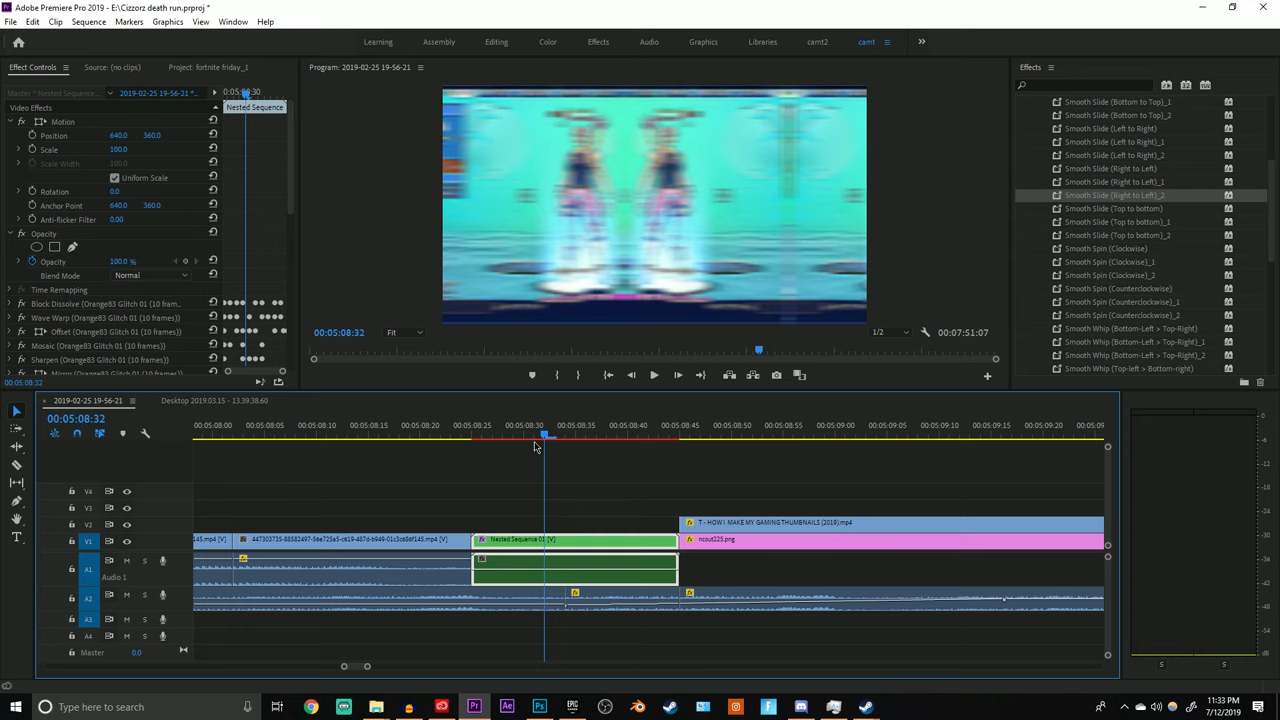 Adobe Premiere Pro 2019 - E:\Cizzorz death run.prproj *
File Edit Clip Sequence Markers Graphics View Window Help
Learning Assembly Editing Color Effects Audio Graphics Libraries camt2 camt
Effect Controls Source: (no clips) Project: fortnite friday_1
Program: 2019-02-25 19-56-21
Effects
Master * Nested Sequence... 2019-02-25 19-56-21 *...
Video Effects
Nested Sequence
Motion
Position 640.0 360.0
Scale 100.0
Scale Width 100.0
Uniform Scale
Rotation 0.0
Anchor Point 640.0 360.0
Anti-flicker Filter 0.00
Opacity
Opacity 100.0 %
Blend Mode Normal
Time Remapping
Block Dissolve (Orange83 Glitch 01 (10 fram...
Wave Warp (Orange83 Glitch 01 (10 frames...
Offset (Orange83 Glitch 01 (10 frames)
Mosaic (Orange83 Glitch 01 (10 frames)
Sharpen (Orange83 Glitch 01 (10 frames)
Mirror (Orange83 Glitch 01 (10 frames)
00:05:08:32
00:05:08:32 Fit 1/2 00:07:51:07
Smooth Slide (Bottom to Top)_1
Smooth Slide (Bottom to Top)_2
Smooth Slide (Left to Right)
Smooth Slide (Left to Right)_1
Smooth Slide (Left to Right)_2
Smooth Slide (Right to Left)
Smooth Slide (Right to Left)_1
Smooth Slide (Right to Left)_2
Smooth Slide (Top to bottom)
Smooth Slide (Top to bottom)_1
Smooth Slide (Top to bottom)_2
Smooth Spin (Clockwise)
Smooth Spin (Clockwise)_1
Smooth Spin (Clockwise)_2
Smooth Spin (Counterclockwise)
Smooth Spin (Counterclockwise)_1
Smooth Spin (Counterclockwise)_2
Smooth Whip (Bottom-Left > Top-Right)
Smooth Whip (Bottom-Left > Top-Right)_1
Smooth Whip (Bottom-Left > Top-Right)_2
Smooth Whip (Top-left > Bottom-right)
2019-02-25 19-56-21 Desktop 2019.03.15 - 13.39.38.60
00:05:08:32
00:05:08:00 00:05:08:05 00:05:08:10 00:05:08:15 00:05:08:20 00:05:08:25 00:05:08:30 00:05:08:35 00:05:08:40 00:05:08:45 00:05:08:50 00:05:08:55 00:05:09:00 00:05:09:05 00:05:09:10 00:05:09:15 00:05:09:20
V4
V3
V2 T - HOW I MAKE MY GAMING THUMBNAILS (2019).mp4
V1 145.mp4 [V] Nested Sequence 01 [V] ncout225.png
A1 M S
Audio 1
A2 M S
A3 M S
A4 M S
Master 0.0
0
-6
-12
-18
-24
-30
-36
-42
-48
-54
dB
S S
Type here to search
11:33 PM
7/12/2019